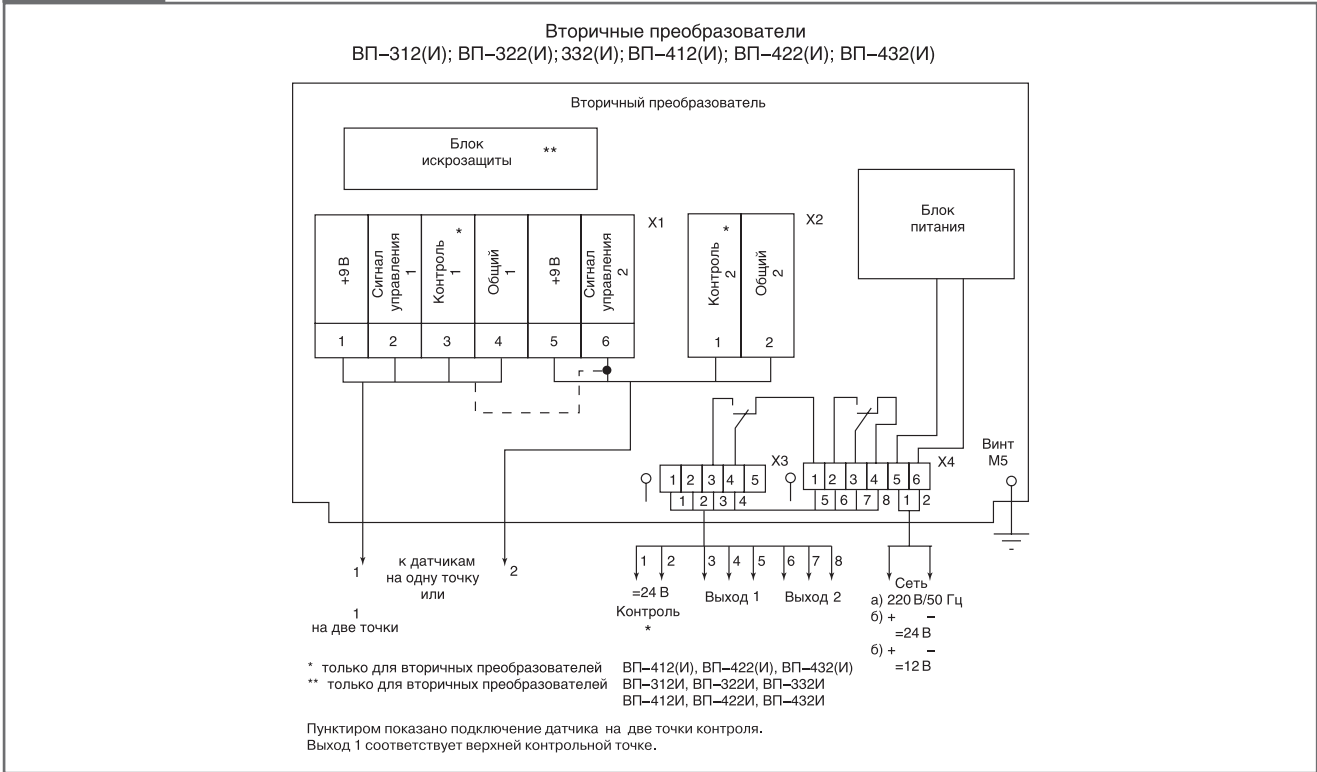 Вторичные преобразователи
ВП–312(И); ВП–322(И); 332(И); ВП–412(И); ВП–422(И); ВП–432(И)
Вторичный преобразователь
Блок
искрозащиты **
Блок
питания
X1
+9 В
Сигнал
управления
1
Контроль
1
*
Общий
1
+9 В
Сигнал
управления
2
1 2 3 4 5 6
X2
Контроль
2
*
Общий
2
1 2
Винт
М5
X3
1 2 3 4 5
1 2 3 4
X4
1 2 3 4 5 6
5 6 7 8 1 2
1 к датчикам 2
на одну точку
или
1
на две точки
1 2 3 4 5 6 7 8
=24 В
Контроль
*
Выход 1
Выход 2
Сеть
а) 220 В/50 Гц
б) + –
=24 В
б) + –
=12 В
* только для вторичных преобразователей ВП–412(И), ВП–422(И), ВП–432(И)
** только для вторичных преобразователей ВП–312И, ВП–322И, ВП–332И
ВП–412И, ВП–422И, ВП–432И
Пунктиром показано подключение датчика на две точки контроля.
Выход 1 соответствует верхней контрольной точке.